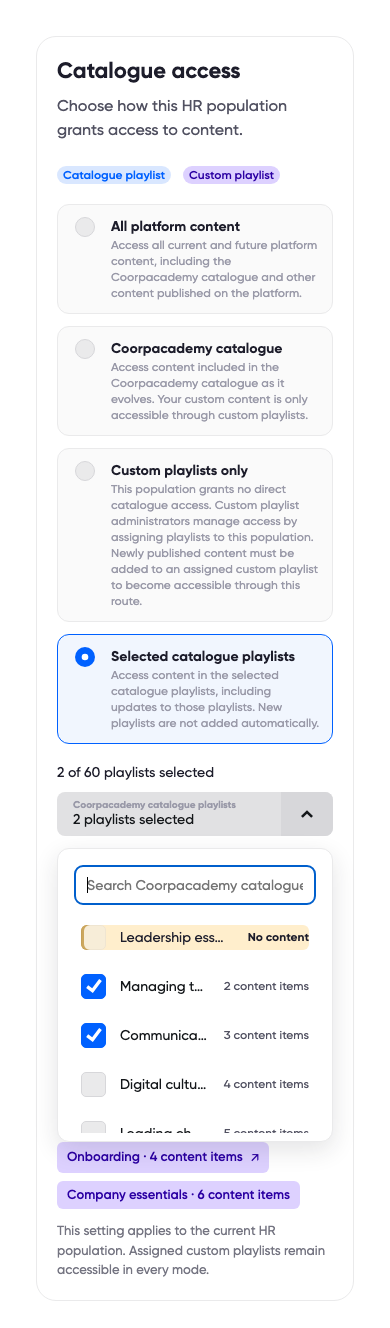 Catalogue access
Choose how this HR population
grants access to content.
Catalogue playlist
Custom playlist
All platform content
Access all current and future platform
content, including the
Coorpacademy catalogue and other
content published on the platform.
Coorpacademy catalogue
Access content included in the
Coorpacademy catalogue as it
evolves. Your custom content is only
accessible through custom playlists.
Custom playlists only
This population grants no direct
catalogue access. Custom playlist
administrators manage access by
assigning playlists to this population.
Newly published content must be
added to an assigned custom playlist
to become accessible through this
route.
Selected catalogue playlists
Access content in the selected
catalogue playlists, including
updates to those playlists. New
playlists are not added automatically.
2 of 60 playlists selected
Coorpacademy catalogue playlists
2 playlists selected
Search Coorpacademy catalogue
Leadership ess... No content
Managing t... 2 content items
Communica... 3 content items
Digital cultu... 4 content items
Leading ch... 5 content items
Onboarding · 4 content items ↗
Company essentials · 6 content items
This setting applies to the current HR
population. Assigned custom playlists remain
accessible in every mode.